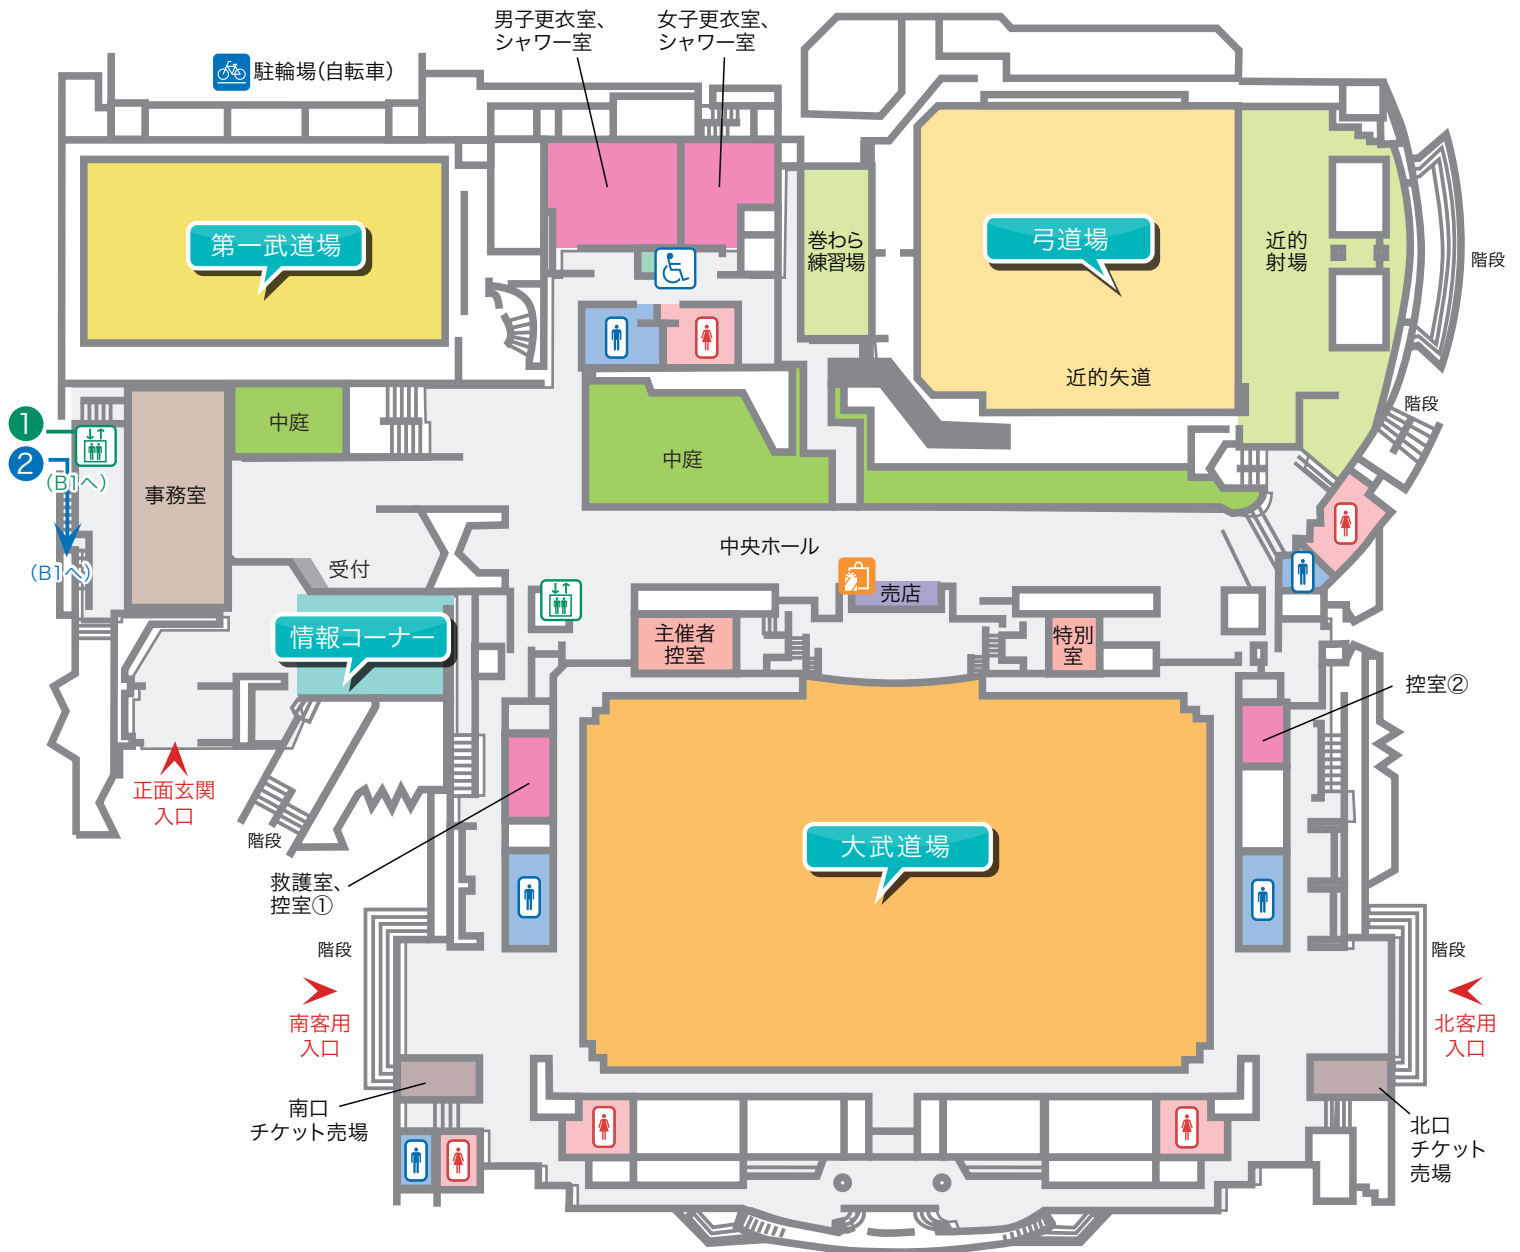 男子更衣室、
シャワー室
女子更衣室、
シャワー室
駐輪場(自転車)
第一武道場
巻わら
練習場
弓道場
近的
射場
階段
近的矢道
階段
中庭
中庭
1
2
(B1へ)
(B1へ)
事務室
受付
中央ホール
売店
情報コーナー
主催者
控室
特別
室
控室②
正面玄関
入口
階段
大武道場
救護室、
控室①
階段
階段
南客用
入口
北客用
入口
南口
チケット売場
北口
チケット
売場